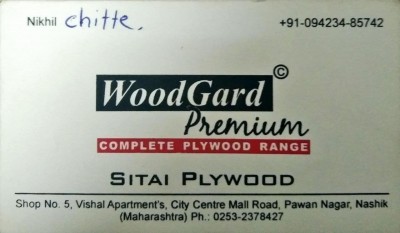 Nikhil chitte. +91-094234-85742
©
WoodGard
Premium
COMPLETE PLYWOOD RANGE
SITAI PLYWOOD
Shop No. 5, Vishal Apartment's, City Centre Mall Road, Pawan Nagar, Nashik
(Maharashtra) Ph.: 0253-2378427